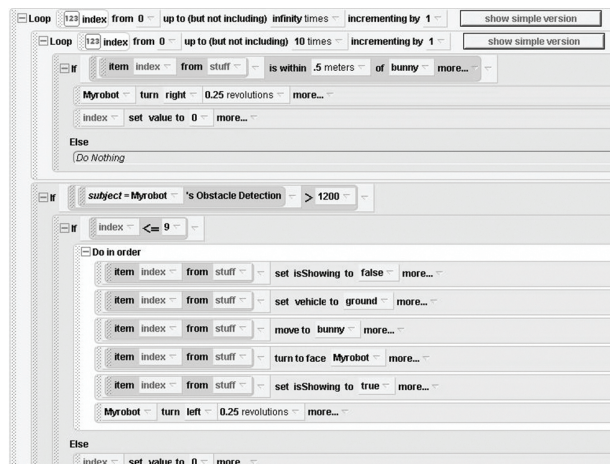 Loop 123 index from 0 up to (but not including) infinity times incrementing by 1 show simple version
Loop 123 index from 0 up to (but not including) 10 times incrementing by 1 show simple version
If item index from stuff is within .5 meters of bunny more...
Myrobot turn right 0.25 revolutions more...
index set value to 0 more...
Else
Do Nothing
If subject = Myrobot 's Obstacle Detection > 1200
If index <= 9
Do in order
item index from stuff set isShowing to false more...
item index from stuff set vehicle to ground more...
item index from stuff move to bunny more...
item index from stuff turn to face Myrobot more...
item index from stuff set isShowing to true more...
Myrobot turn left 0.25 revolutions more...
Else
index set value to 0 more